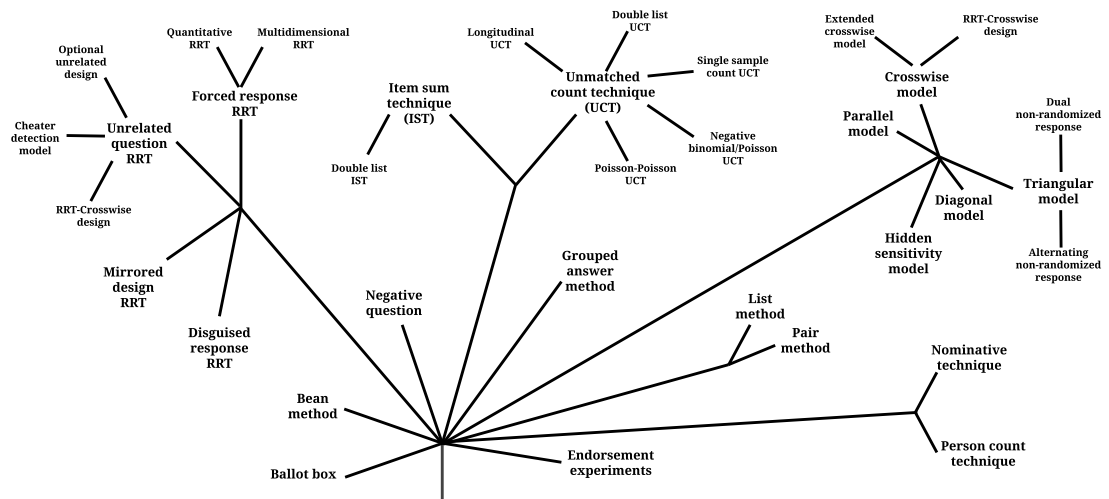 Optional
unrelated
design
Quantitative
RRT
Multidimensional
RRT
Cheater
detection
model
Unrelated
question
RRT
Forced response
RRT
RRT-Crosswise
design
Mirrored
design
RRT
Disguised
response
RRT
Item sum
technique
(IST)
Double list
IST
Longitudinal
UCT
Double list
UCT
Single sample
count UCT
Unmatched
count technique
(UCT)
Negative
binomial/Poisson
UCT
Poisson-Poisson
UCT
Extended
crosswise
model
RRT-Crosswise
design
Crosswise
model
Parallel
model
Dual
non-randomized
response
Triangular
model
Diagonal
model
Hidden
sensitivity
model
Alternating
non-randomized
response
Grouped
answer
method
Negative
question
List
method
Pair
method
Nominative
technique
Person count
technique
Bean
method
Ballot box
Endorsement
experiments